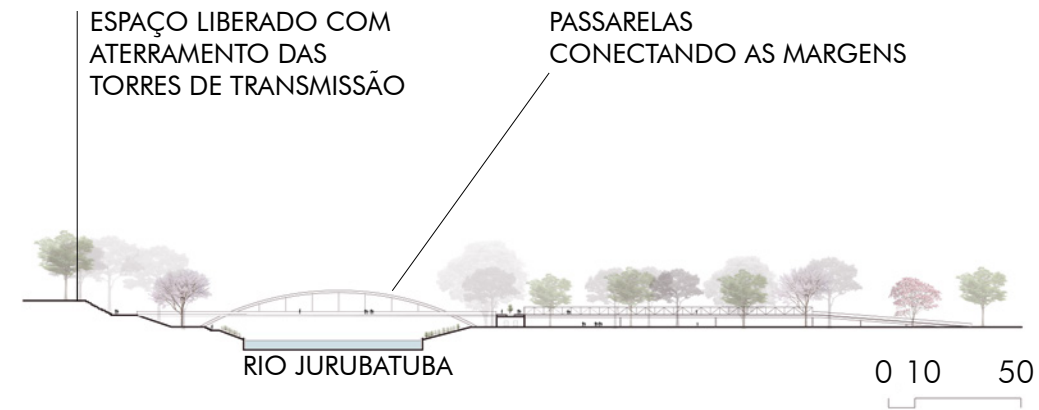 ESPAÇO LIBERADO COM
ATERRAMENTO DAS
TORRES DE TRANSMISSÃO
PASSARELAS
CONECTANDO AS MARGENS
RIO JURUBATUBA
0 10 50